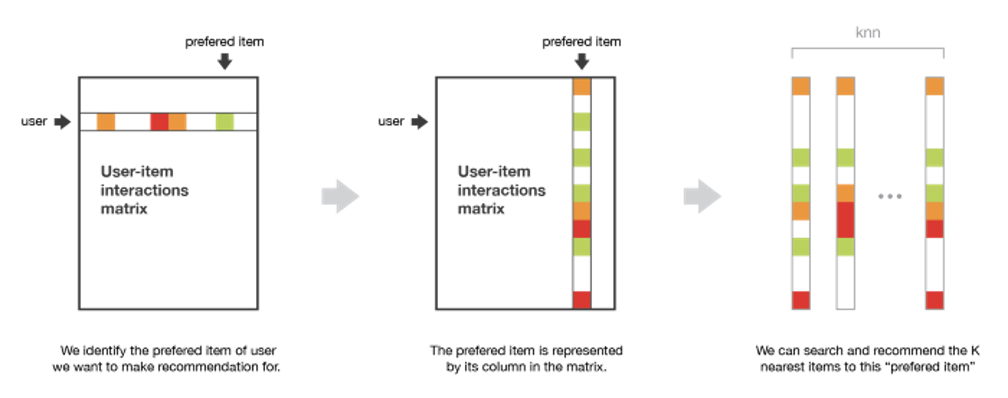 prefered item
user
User-item
interactions
matrix
We identify the prefered item of user
we want to make recommendation for.
prefered item
user
User-item
interactions
matrix
The prefered item is represented
by its column in the matrix.
knn
We can search and recommend the K
nearest items to this “prefered item”